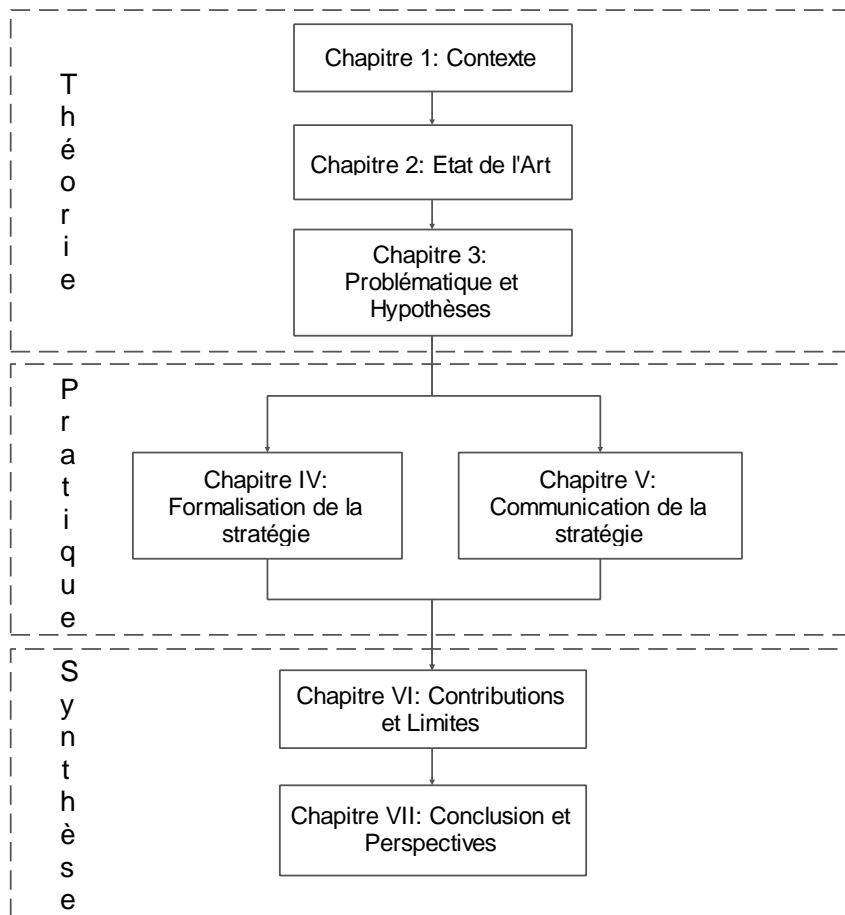 Théorie
Chapitre 1: Contexte
Chapitre 2: Etat de l'Art
Chapitre 3:
Problématique et
Hypothèses
Pratique
Chapitre IV:
Formalisation de la
stratégie
Chapitre V:
Communication de la
stratégie
Synthèse
Chapitre VI: Contributions
et Limites
Chapitre VII: Conclusion et
Perspectives